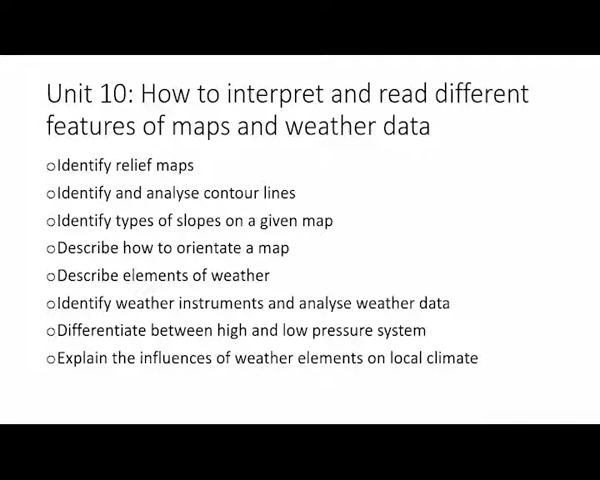 Unit 10: How to interpret and read different
features of maps and weather data
oIdentify relief maps
oIdentify and analyse contour lines
oIdentify types of slopes on a given map
oDescribe how to orientate a map
oDescribe elements of weather
oIdentify weather instruments and analyse weather data
oDifferentiate between high and low pressure system
oExplain the influences of weather elements on local climate